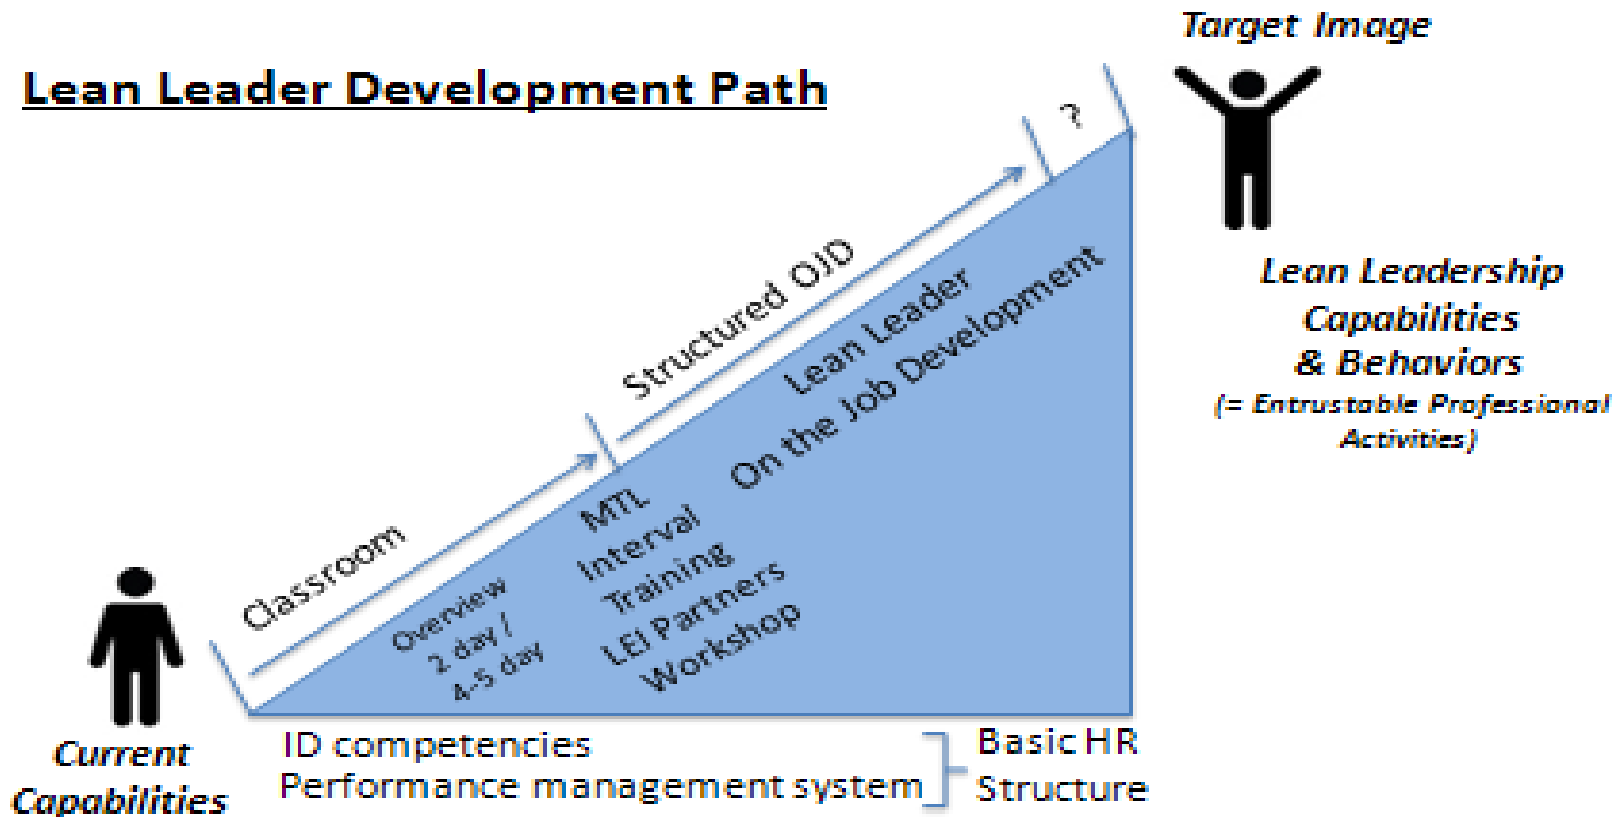 Target Image
Lean Leader Development Path
?
Structured OJD
Lean Leader
On the Job Development
Lean Leadership
Capabilities
& Behaviors
(= Entrustable Professional
Activities)
Classroom
Overview
2 day /
4-5 day
MTL
Interval
Training
LEI Partners
Workshop
Current
Capabilities
ID competencies
Performance management system
Basic HR
Structure